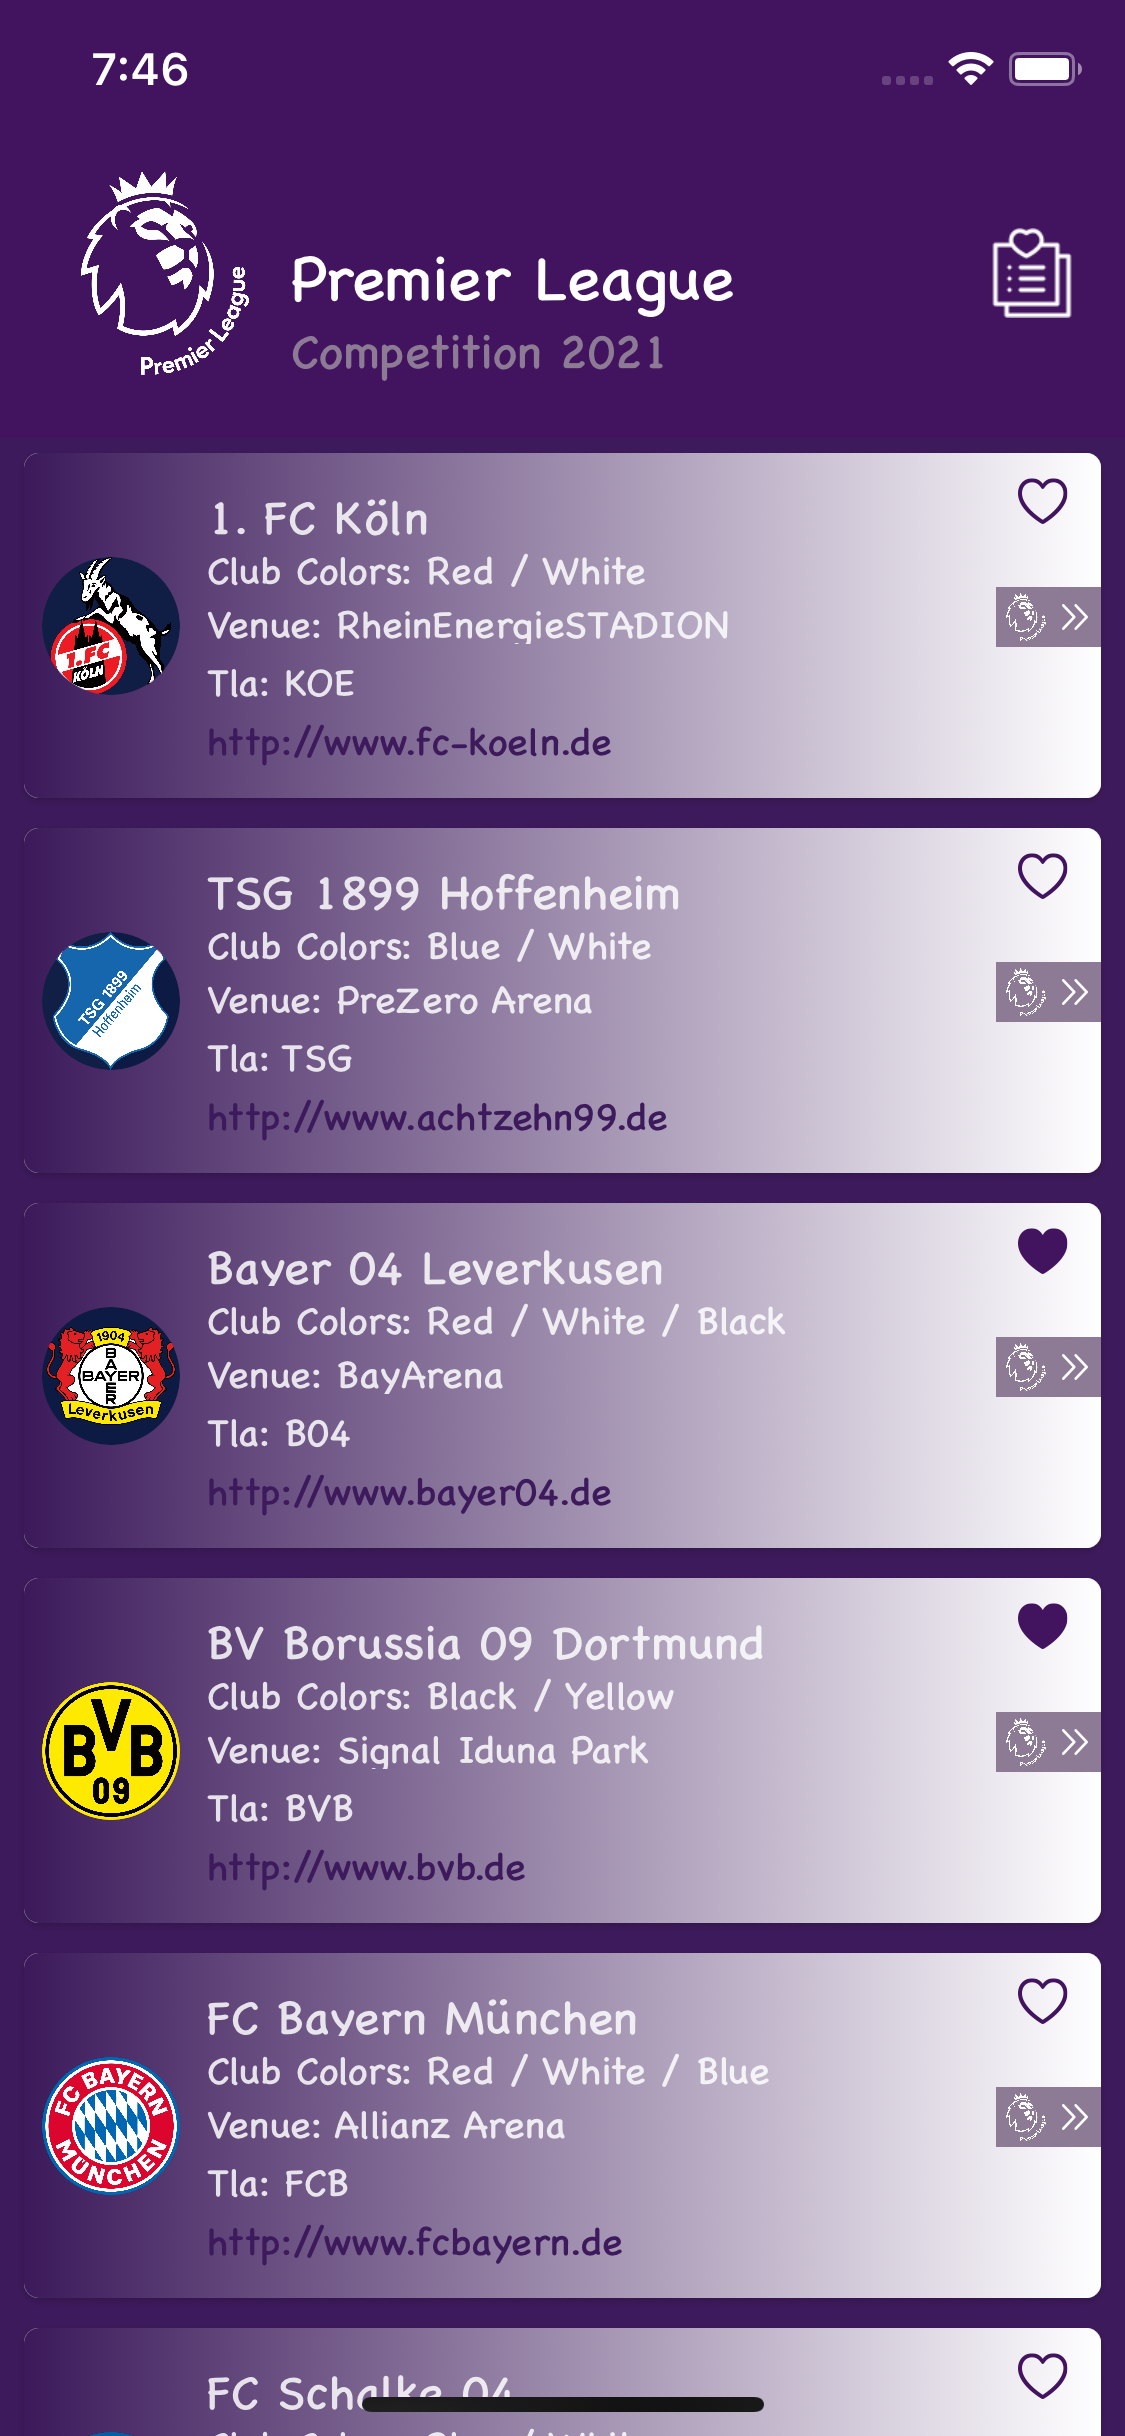 7:46
Premier League
Premier League
Competition 2021
1. FC Köln
Club Colors: Red / White
Venue: RheinEnergieSTADION
Tla: KOE
http://www.fc-koeln.de
1.FC
KÖLN
TSG 1899 Hoffenheim
Club Colors: Blue / White
Venue: PreZero Arena
Tla: TSG
http://www.achtzehn99.de
TSG 1899
Hoffenheim
Bayer 04 Leverkusen
Club Colors: Red / White / Black
Venue: BayArena
Tla: B04
http://www.bayer04.de
1904
BAYER
BAYER
Leverkusen
BV Borussia 09 Dortmund
Club Colors: Black / Yellow
Venue: Signal Iduna Park
Tla: BVB
http://www.bvb.de
BVB
09
FC Bayern München
Club Colors: Red / White / Blue
Venue: Allianz Arena
Tla: FCB
http://www.fcbayern.de
FC BAYERN
MÜNCHEN
FC Schalke 04